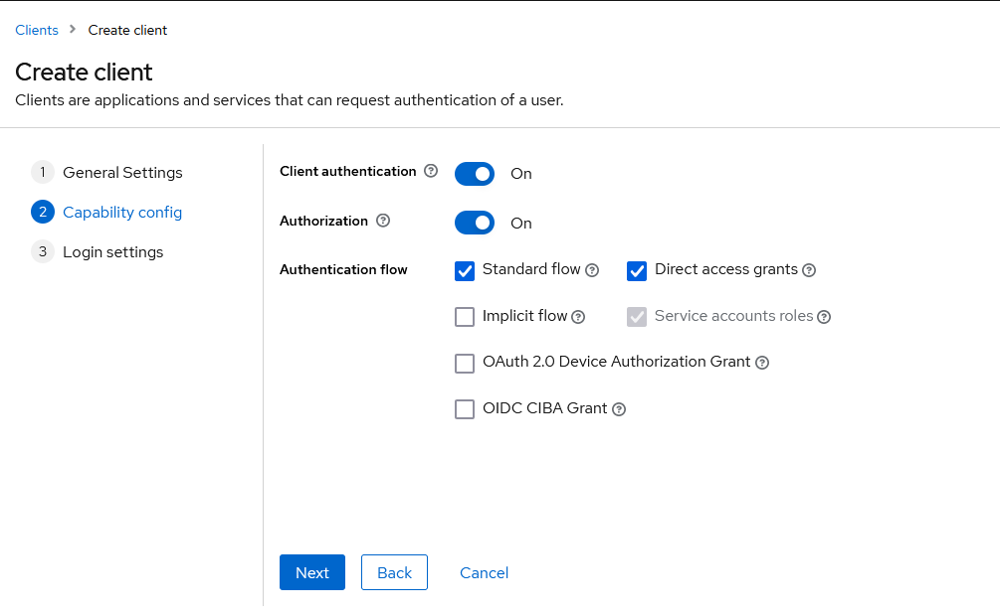 Clients > Create client
Create client
Clients are applications and services that can request authentication of a user.
1 General Settings
2 Capability config
3 Login settings
Client authentication ? On
Authorization ? On
Authentication flow
Standard flow ? Direct access grants ?
Implicit flow ? Service accounts roles ?
OAuth 2.0 Device Authorization Grant ?
OIDC CIBA Grant ?
Next Back Cancel